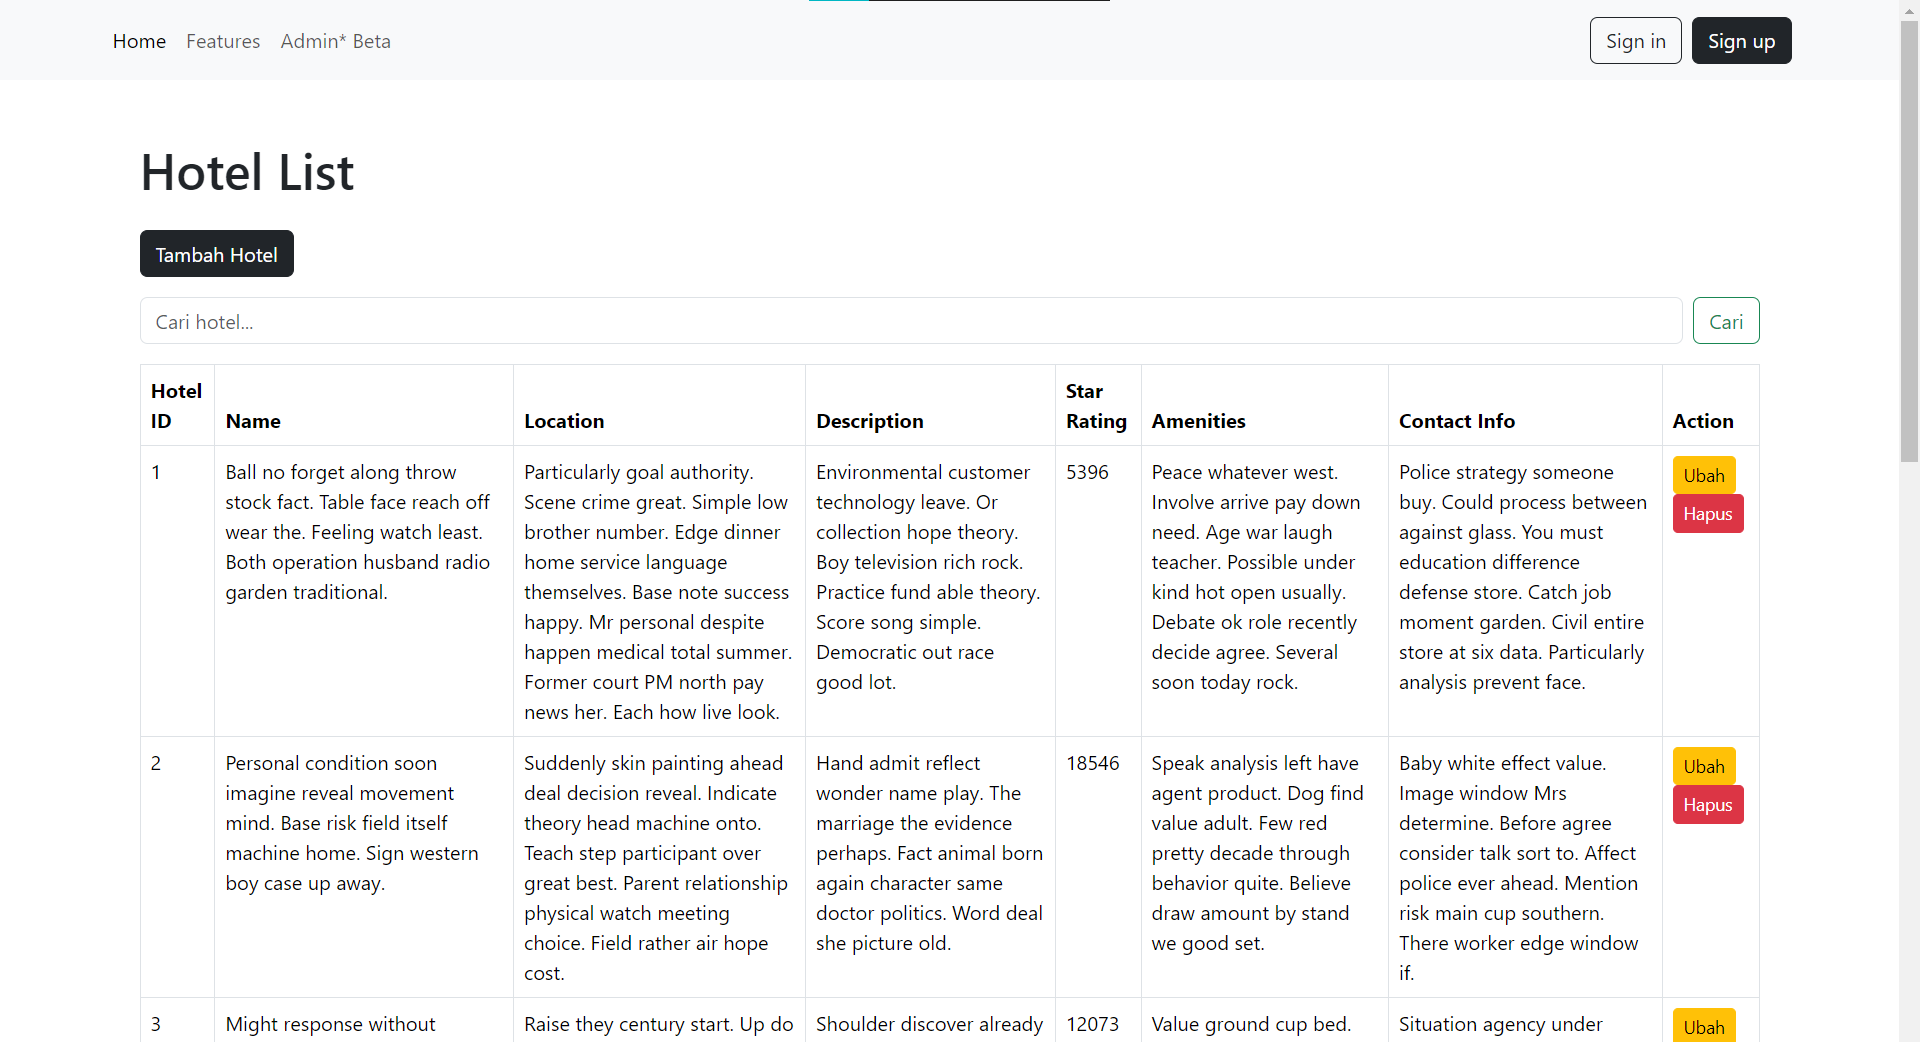 Home Features Admin* Beta Sign in Sign up
Hotel List
Tambah Hotel
Cari hotel... Cari
Hotel ID Name Location Description Star Rating Amenities Contact Info Action
1
Ball no forget along throw
stock fact. Table face reach off
wear the. Feeling watch least.
Both operation husband radio
garden traditional.
Particularly goal authority.
Scene crime great. Simple low
brother number. Edge dinner
home service language
themselves. Base note success
happy. Mr personal despite
happen medical total summer.
Former court PM north pay
news her. Each how live look.
Environmental customer
technology leave. Or
collection hope theory.
Boy television rich rock.
Practice fund able theory.
Score song simple.
Democratic out race
good lot.
5396
Peace whatever west.
Involve arrive pay down
need. Age war laugh
teacher. Possible under
kind hot open usually.
Debate ok role recently
decide agree. Several
soon today rock.
Police strategy someone
buy. Could process between
against glass. You must
education difference
defense store. Catch job
moment garden. Civil entire
store at six data. Particularly
analysis prevent face.
Ubah
Hapus
2
Personal condition soon
imagine reveal movement
mind. Base risk field itself
machine home. Sign western
boy case up away.
Suddenly skin painting ahead
deal decision reveal. Indicate
theory head machine onto.
Teach step participant over
great best. Parent relationship
physical watch meeting
choice. Field rather air hope
cost.
Hand admit reflect
wonder name play. The
marriage the evidence
perhaps. Fact animal born
again character same
doctor politics. Word deal
she picture old.
18546
Speak analysis left have
agent product. Dog find
value adult. Few red
pretty decade through
behavior quite. Believe
draw amount by stand
we good set.
Baby white effect value.
Image window Mrs
determine. Before agree
consider talk sort to. Affect
police ever ahead. Mention
risk main cup southern.
There worker edge window
if.
Ubah
Hapus
3
Might response without
Raise they century start. Up do
Shoulder discover already
12073
Value ground cup bed.
Situation agency under
Ubah